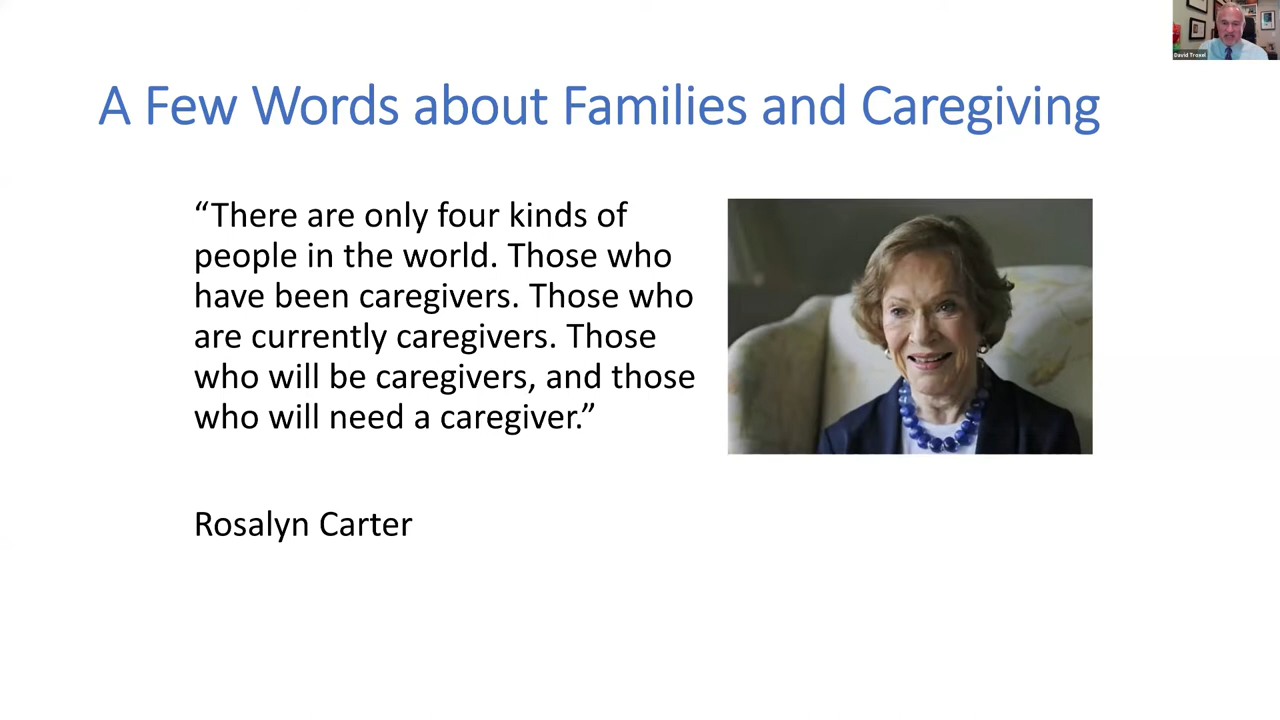 David Troxel
A Few Words about Families and Caregiving
“There are only four kinds of
people in the world. Those who
have been caregivers. Those who
are currently caregivers. Those
who will be caregivers, and those
who will need a caregiver.”
Rosalyn Carter